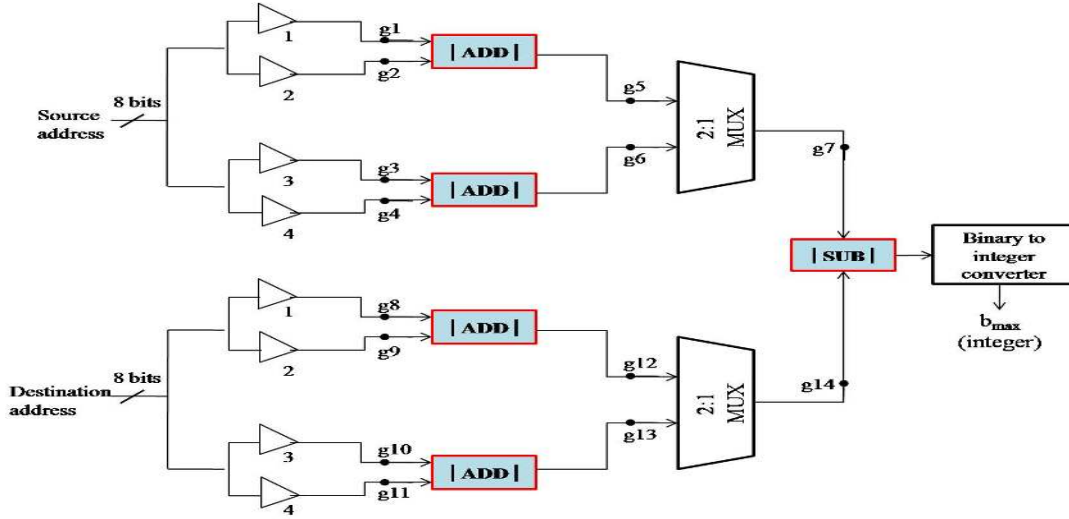 1
g1
| ADD |
g2
2
8 bits
Source
address
g5
2:1
MUX
g6
g7
3
g3
| ADD |
g4
4
| SUB |
Binary to
integer
converter
b_max
(integer)
1
g8
| ADD |
g9
2
8 bits
Destination
address
g12
2:1
MUX
g13
g14
3
g10
| ADD |
g11
4